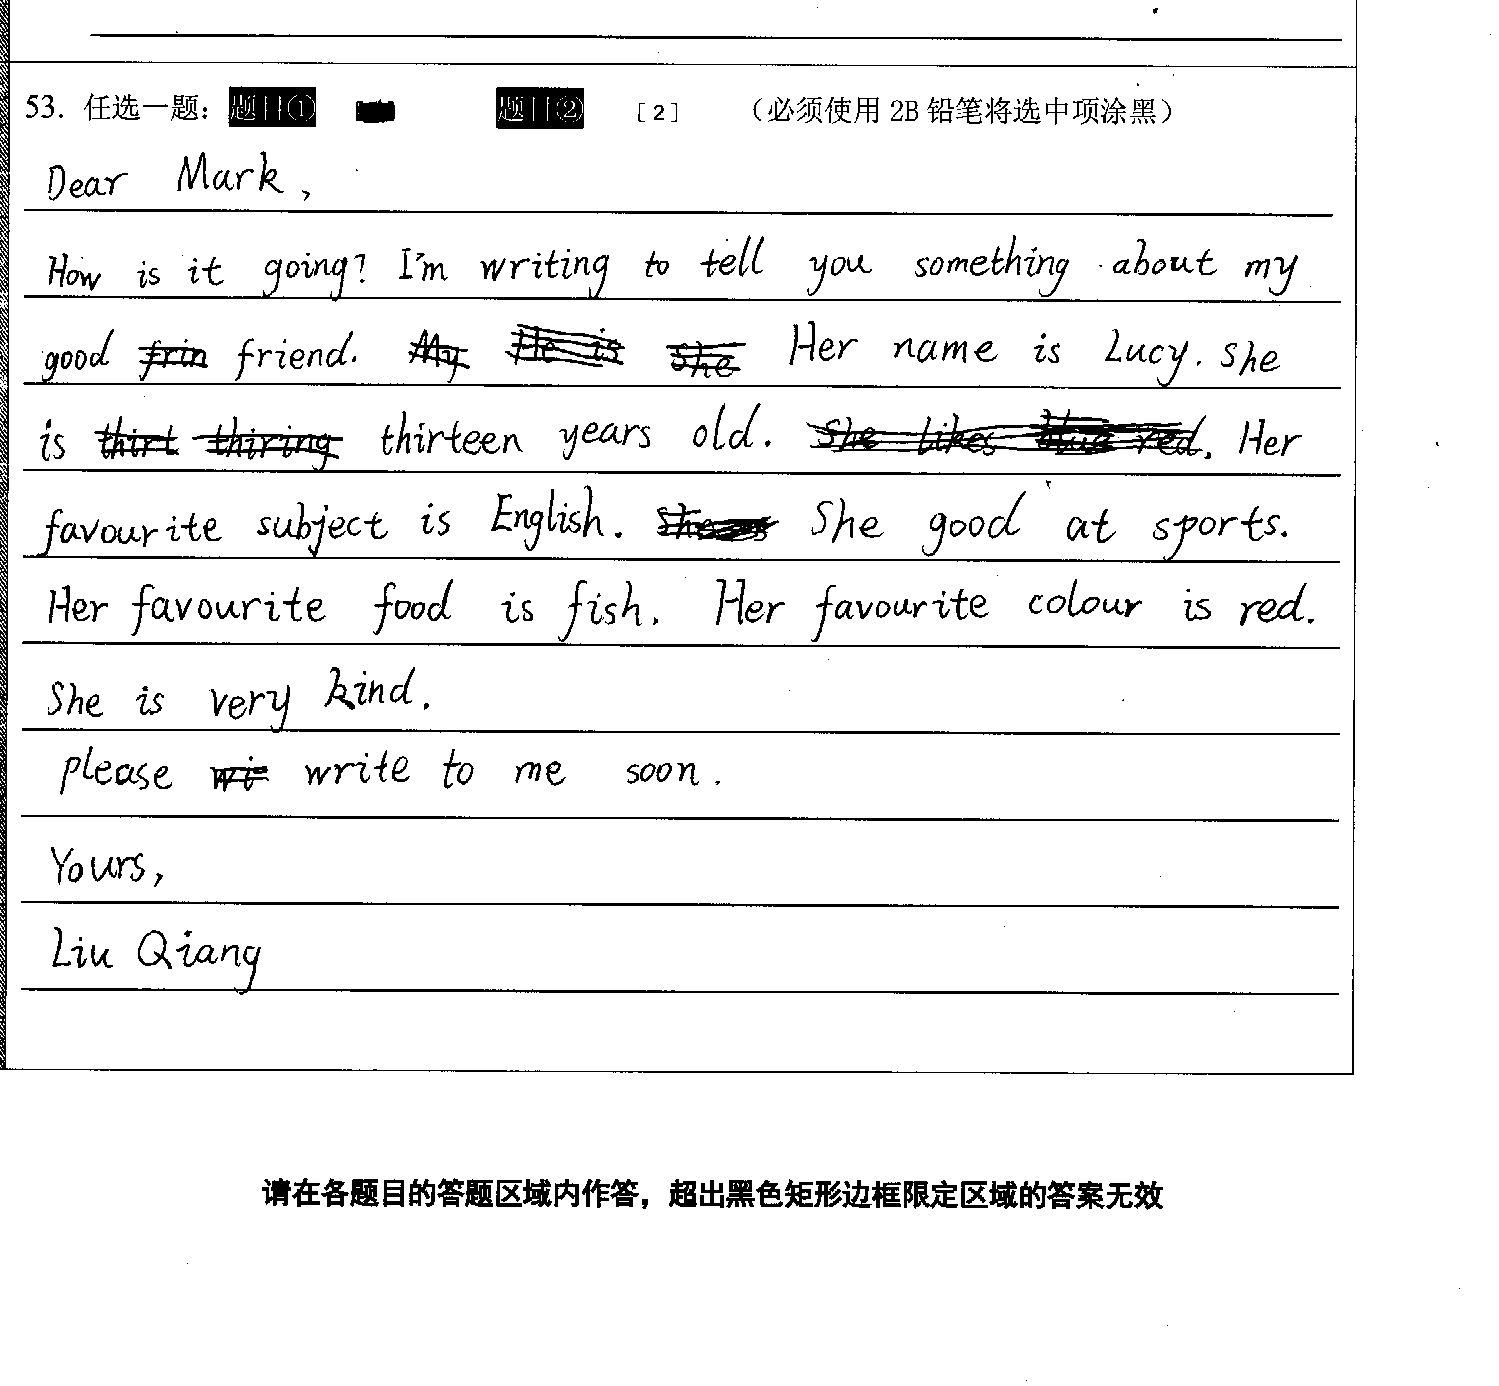 53. 任选一题： 题目① 题目② [2] （必须使用 2B 铅笔将选中项涂黑）
Dear Mark,
How is it going? I'm writing to tell you something about my
good frin friend. My He is She Her name is Lucy. She
is thirt thiring thirteen years old. She likes blue red. Her
favourite subject is English. She good at sports.
Her favourite food is fish. Her favourite colour is red.
She is very kind.
please wi write to me soon.
Yours,
Liu Qiang
请在各题目的答题区域内作答，超出黑色矩形边框限定区域的答案无效